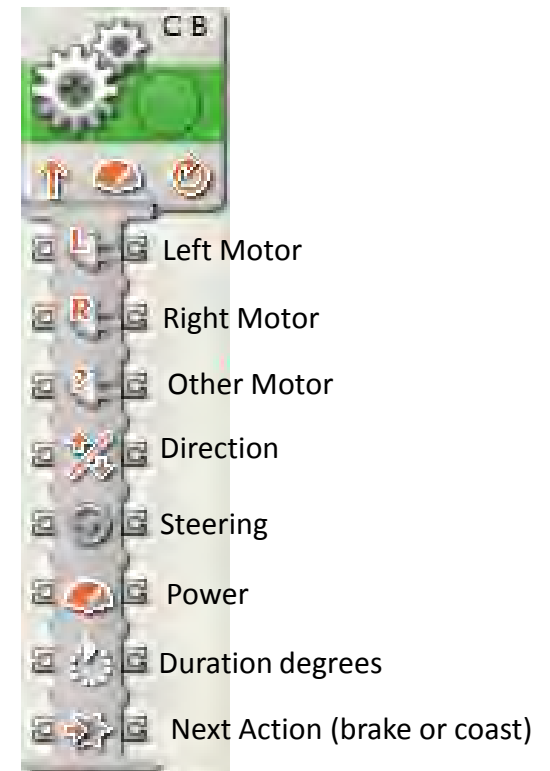 C B
L
Left Motor
R
Right Motor
Other Motor
Direction
Steering
Power
Duration degrees
Next Action (brake or coast)